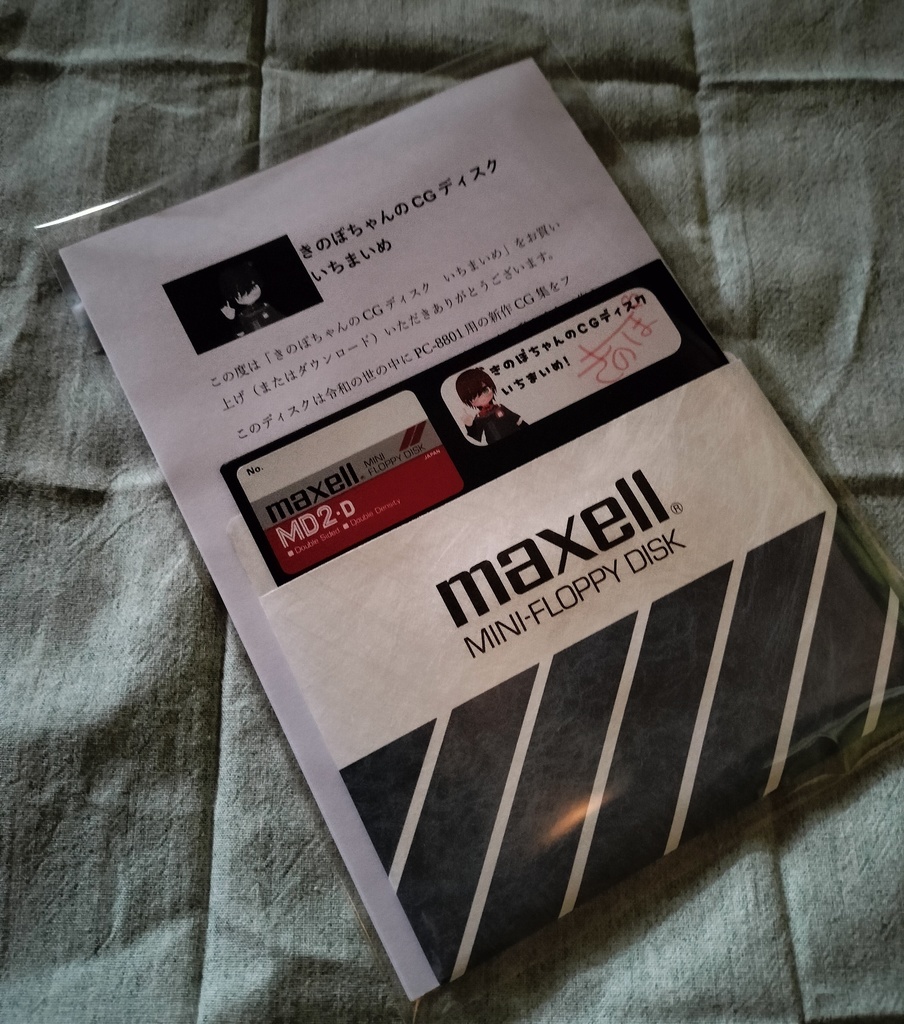 きのぼちゃんのCGディスク
いちまいめ
この度は「きのぼちゃんのCGディスク　いちまいめ」をお買い
上げ（またはダウンロード）いただきありがとうございます。
このディスクは令和の世の中にPC-8801用の新作CG集をフ
きのぼちゃんのCGディスク
いちまいめ!
きのぼ
No.
maxell® MINI FLOPPY DISK
JAPAN
MD2-D
■ Double Sided ■ Double Density
maxell®
MINI-FLOPPY DISK